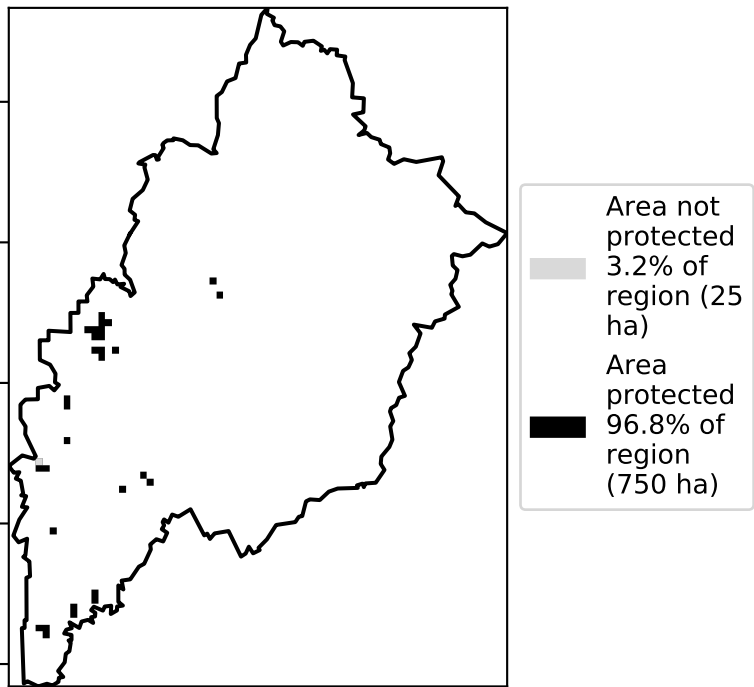 Area not
protected
3.2% of
region (25
ha)
Area
protected
96.8% of
region
(750 ha)